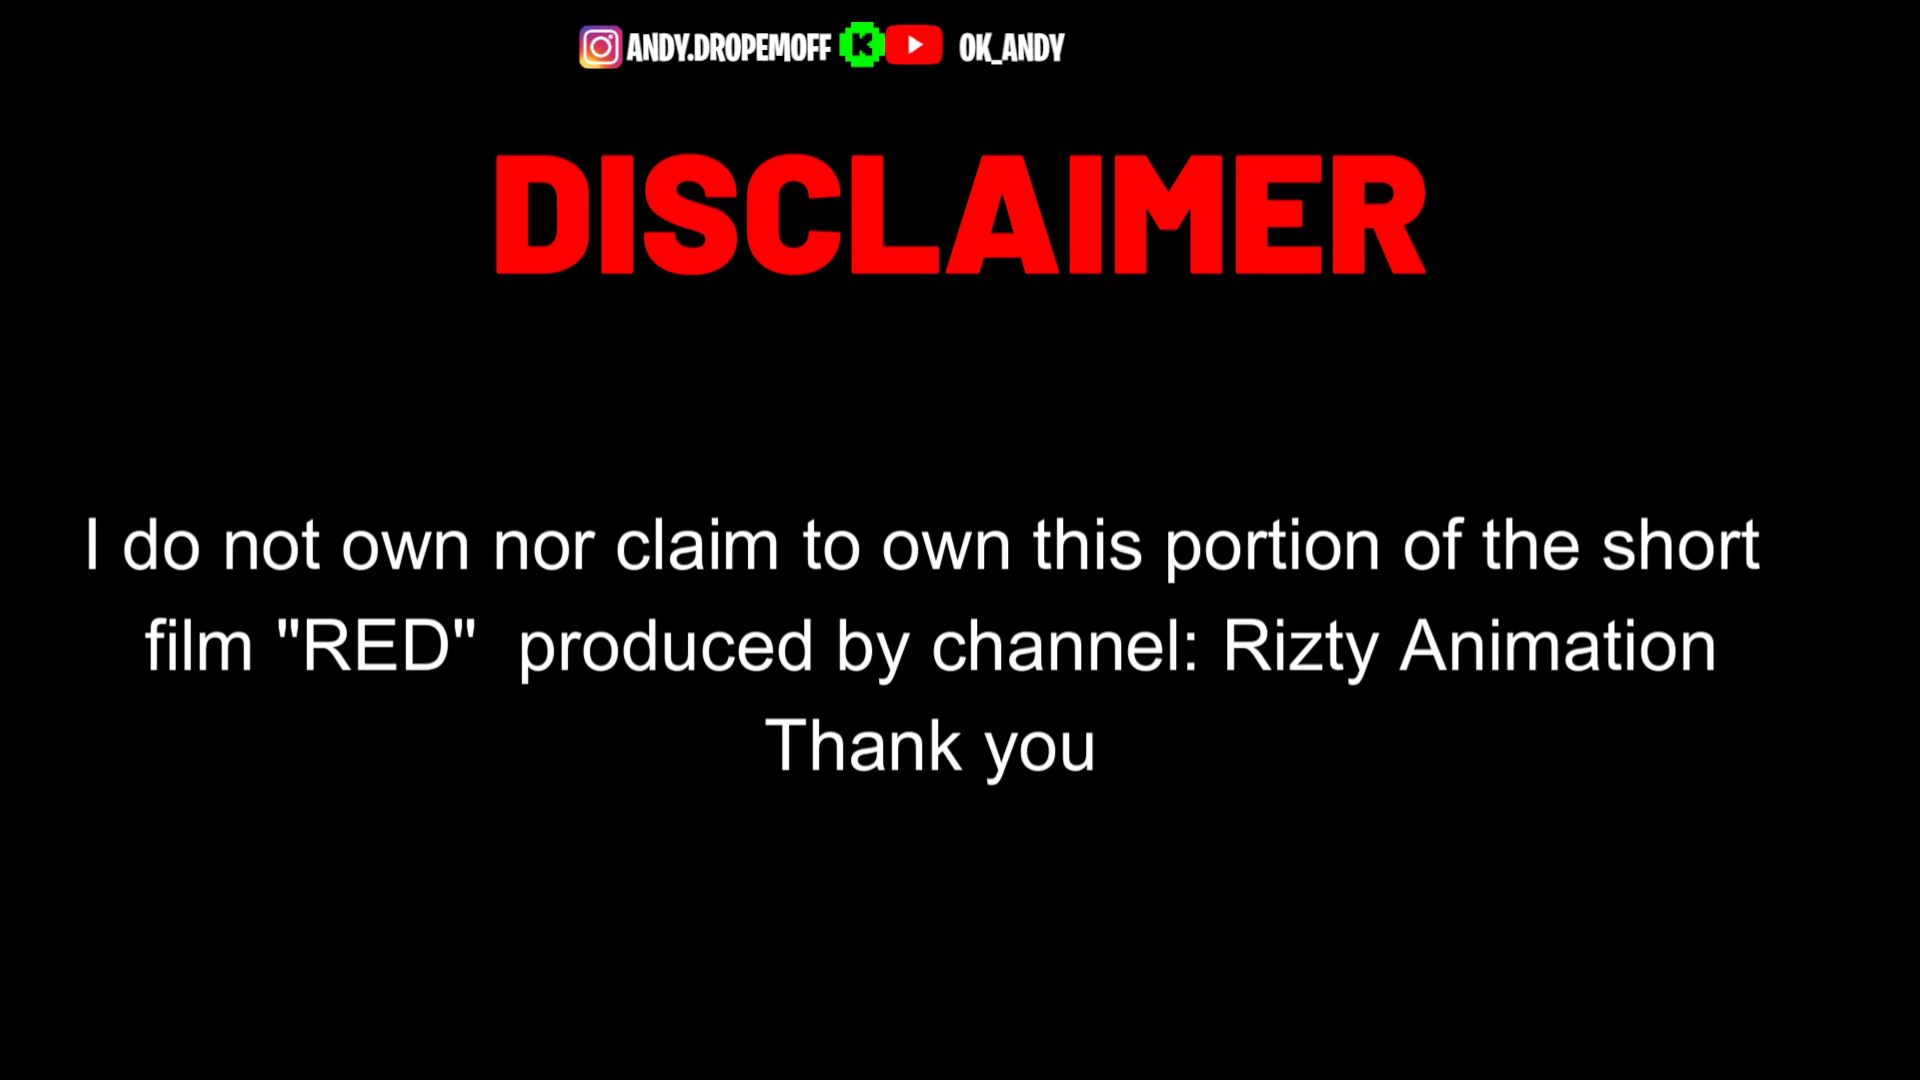 ANDY.DROPEMOFF K OK_ANDY
DISCLAIMER
I do not own nor claim to own this portion of the short
film "RED"  produced by channel: Rizty Animation
Thank you